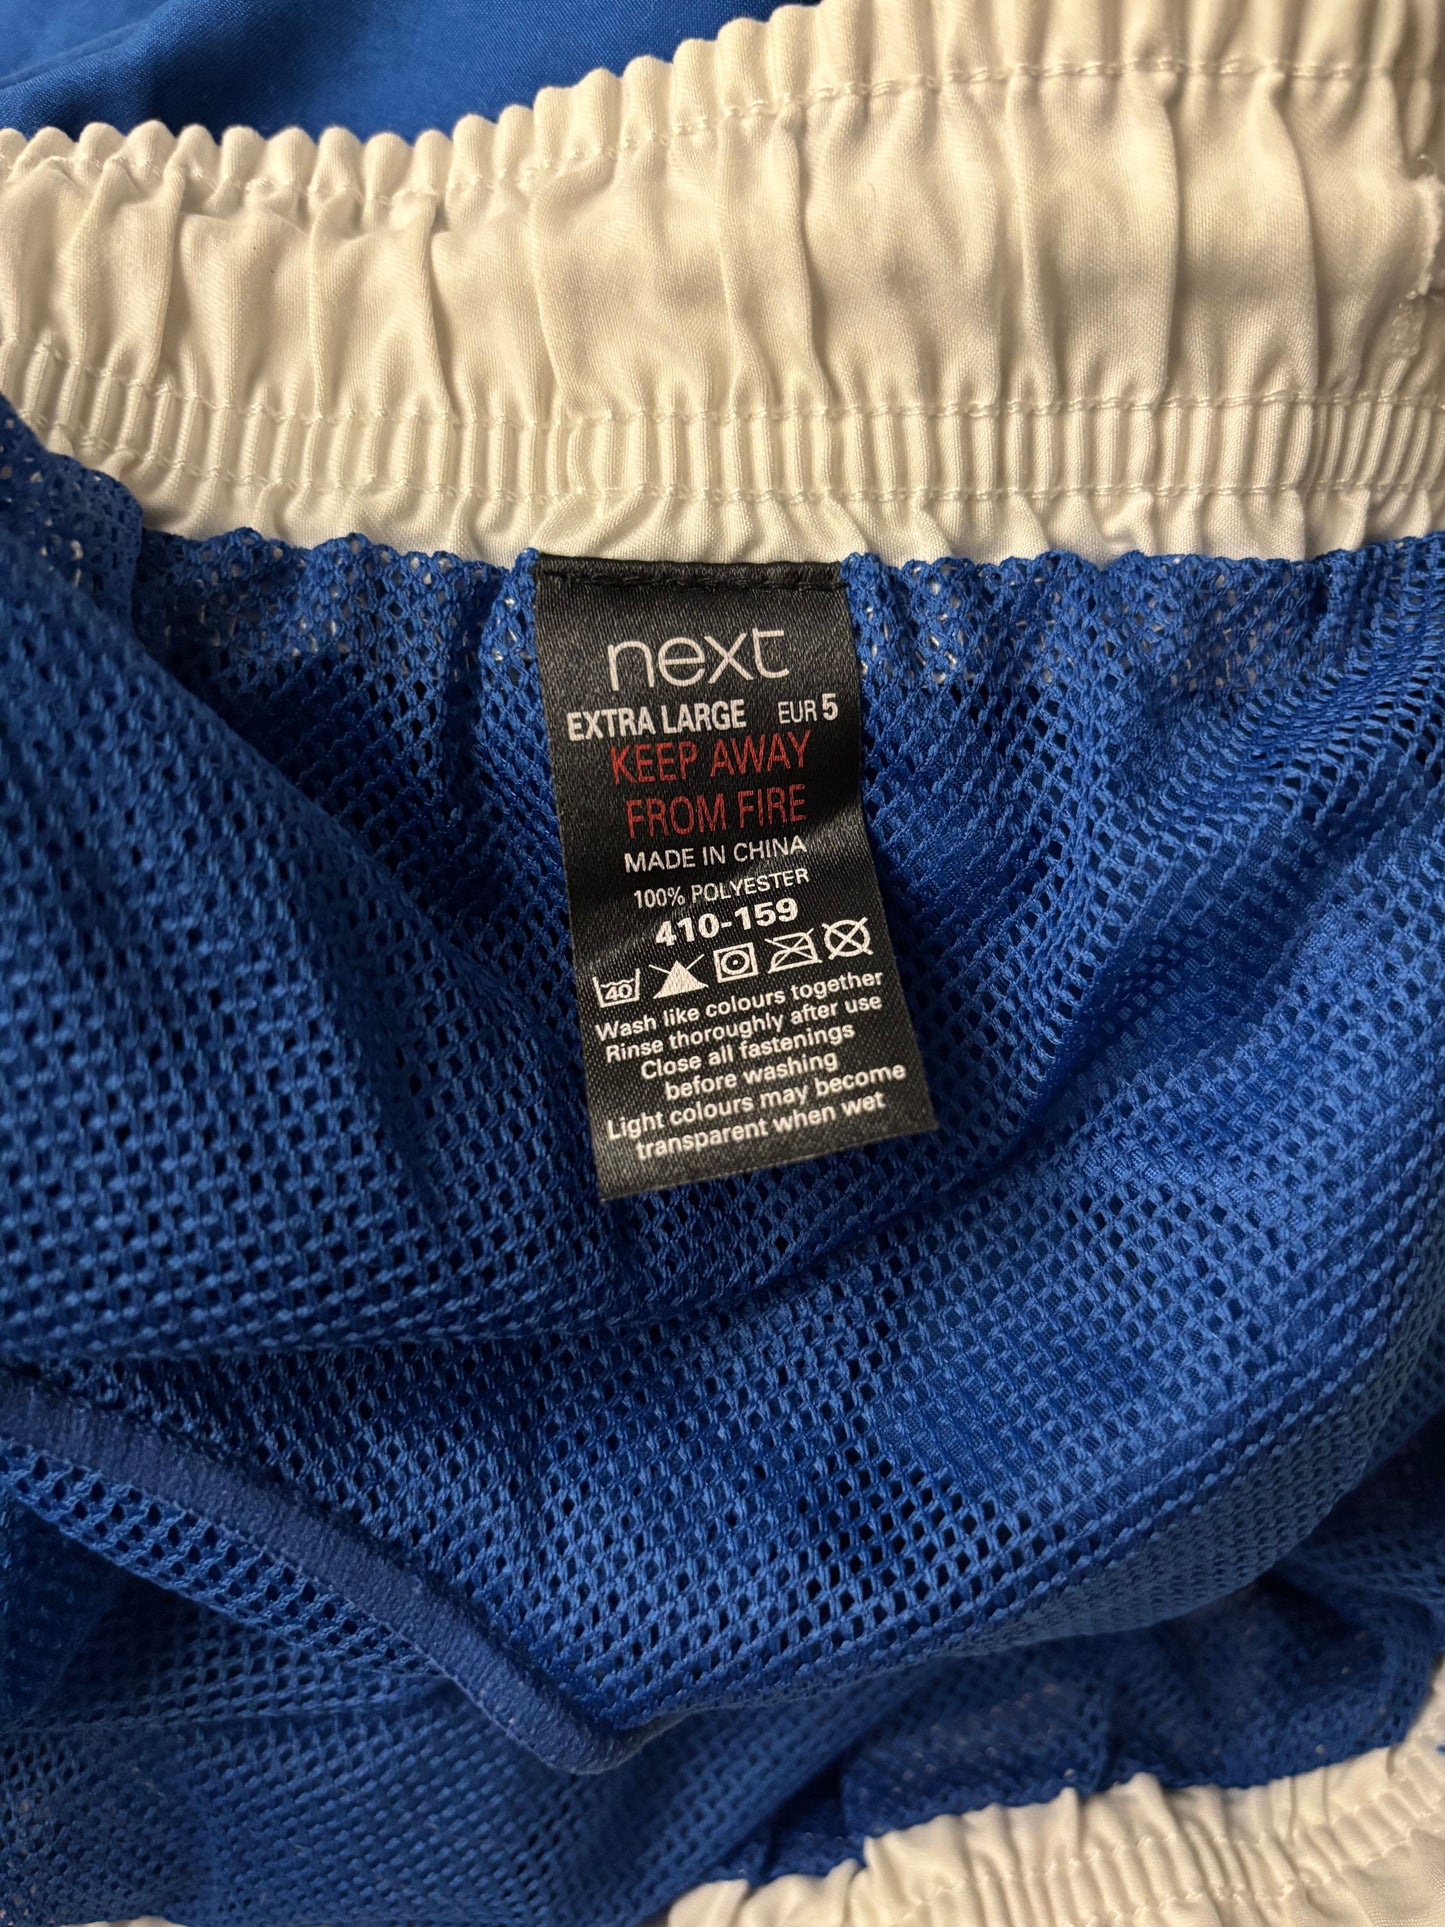 next
EXTRA LARGE EUR 5
KEEP AWAY
FROM FIRE
MADE IN CHINA
100% POLYESTER
410-159
40
Wash like colours together
Rinse thoroughly after use
Close all fastenings
before washing
Light colours may become
transparent when wet